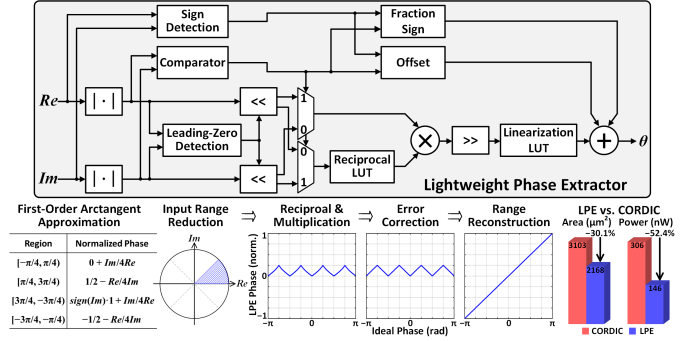 Sign Detection
Fraction Sign
Comparator
Offset
Re
| · |
<<
1
0
Leading-Zero Detection
×
>>
Linearization LUT
+
θ
0
Im
| · |
<<
1
Reciprocal LUT
Lightweight Phase Extractor
First-Order Arctangent Approximation
Region Normalized Phase
[−π/4, π/4) 0 + Im/4Re
[π/4, 3π/4) 1/2 − Re/4Im
[3π/4, −3π/4) sign(Im)·1 + Im/4Re
[−3π/4, −π/4) −1/2 − Re/4Im
Input Range Reduction
Im
Re
⇒
Reciprocal & Multiplication
⇒
Error Correction
⇒
Range Reconstruction
LPE Phase (norm.)
1
0
−1
−π 0 π
−π 0 π
−π 0 π
Ideal Phase (rad)
LPE vs. CORDIC
Area (μm²) Power (nW)
−30.1% −52.4%
3103
2168
306
146
CORDIC LPE